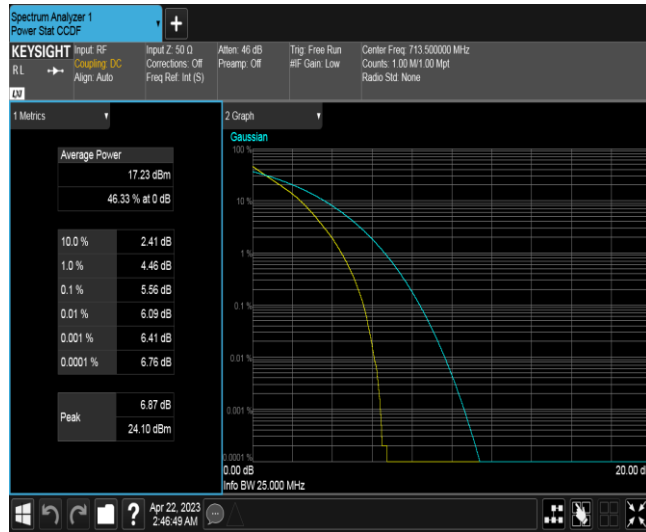 Spectrum Analyzer 1
Power Stat CCDF
+
KEYSIGHT
RL
LXI
Input: RF
Coupling: DC
Align: Auto
Input Z: 50 Ω
Corrections: Off
Freq Ref: Int (S)
Atten: 46 dB
Preamp: Off
Trig: Free Run
#IF Gain: Low
Center Freq: 713.500000 MHz
Counts: 1.00 M/1.00 Mpt
Radio Std: None
1 Metrics
Average Power
17.23 dBm
46.33 % at 0 dB
10.0 % 2.41 dB
1.0 % 4.46 dB
0.1 % 5.56 dB
0.01 % 6.09 dB
0.001 % 6.41 dB
0.0001 % 6.76 dB
Peak
6.87 dB
24.10 dBm
2 Graph
Gaussian
100 %
10 %
1 %
0.1 %
0.01 %
0.001 %
0.0001 %
0.00 dB
20.00 d
Info BW 25.000 MHz
?
Apr 22, 2023
2:46:49 AM